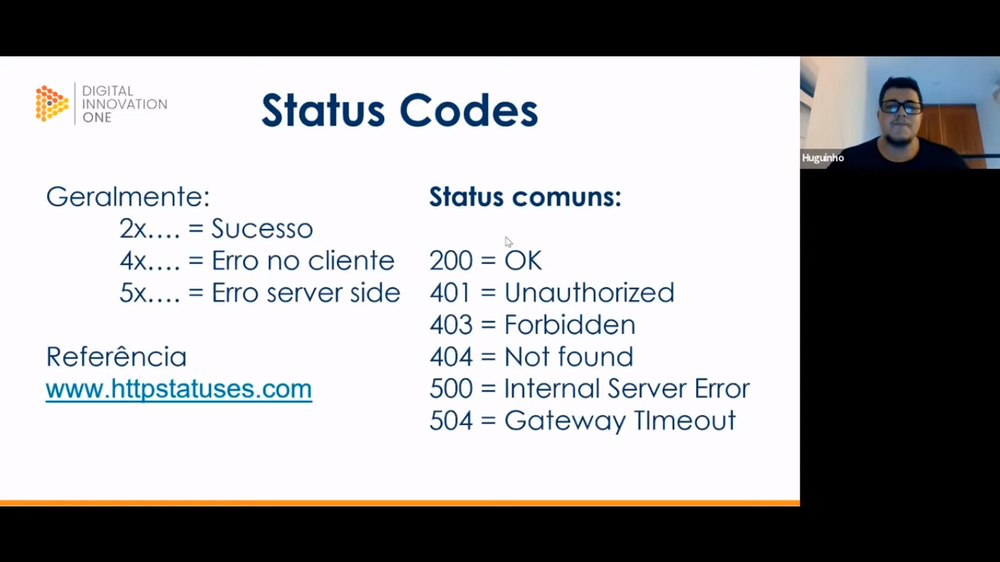 DIGITAL
INNOVATION
ONE
Status Codes
Geralmente:
2x.... = Sucesso
4x.... = Erro no cliente
5x.... = Erro server side
Referência
www.httpstatuses.com
Status comuns:
200 = OK
401 = Unauthorized
403 = Forbidden
404 = Not found
500 = Internal Server Error
504 = Gateway TImeout
Huguinho